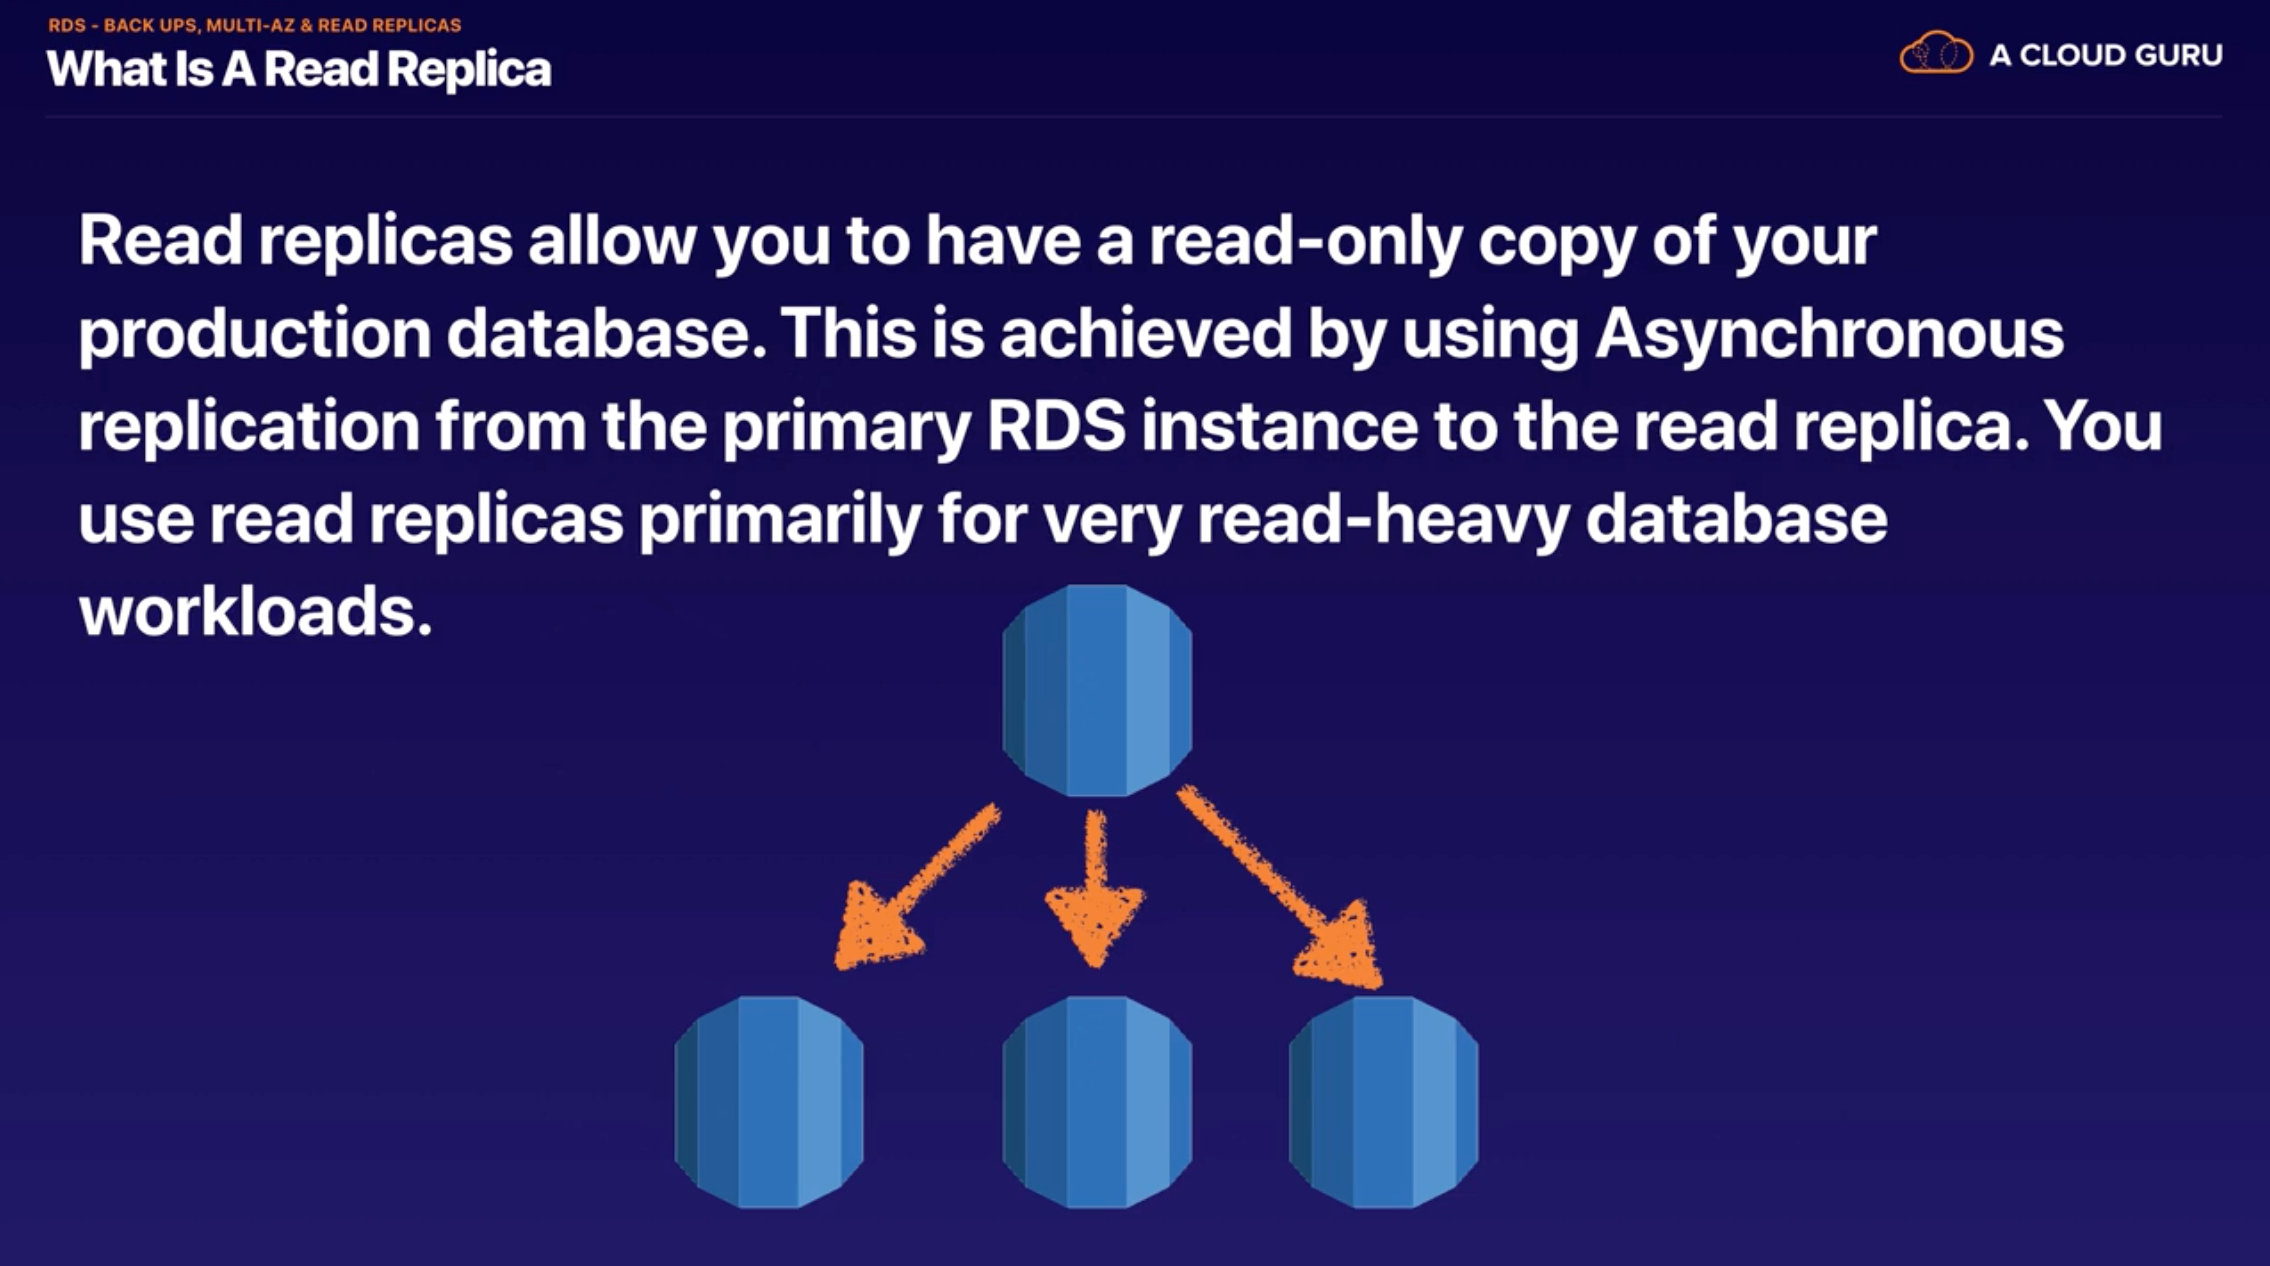 RDS - BACK UPS, MULTI-AZ & READ REPLICAS
What Is A Read Replica
A CLOUD GURU
Read replicas allow you to have a read-only copy of your
production database. This is achieved by using Asynchronous
replication from the primary RDS instance to the read replica. You
use read replicas primarily for very read-heavy database
workloads.